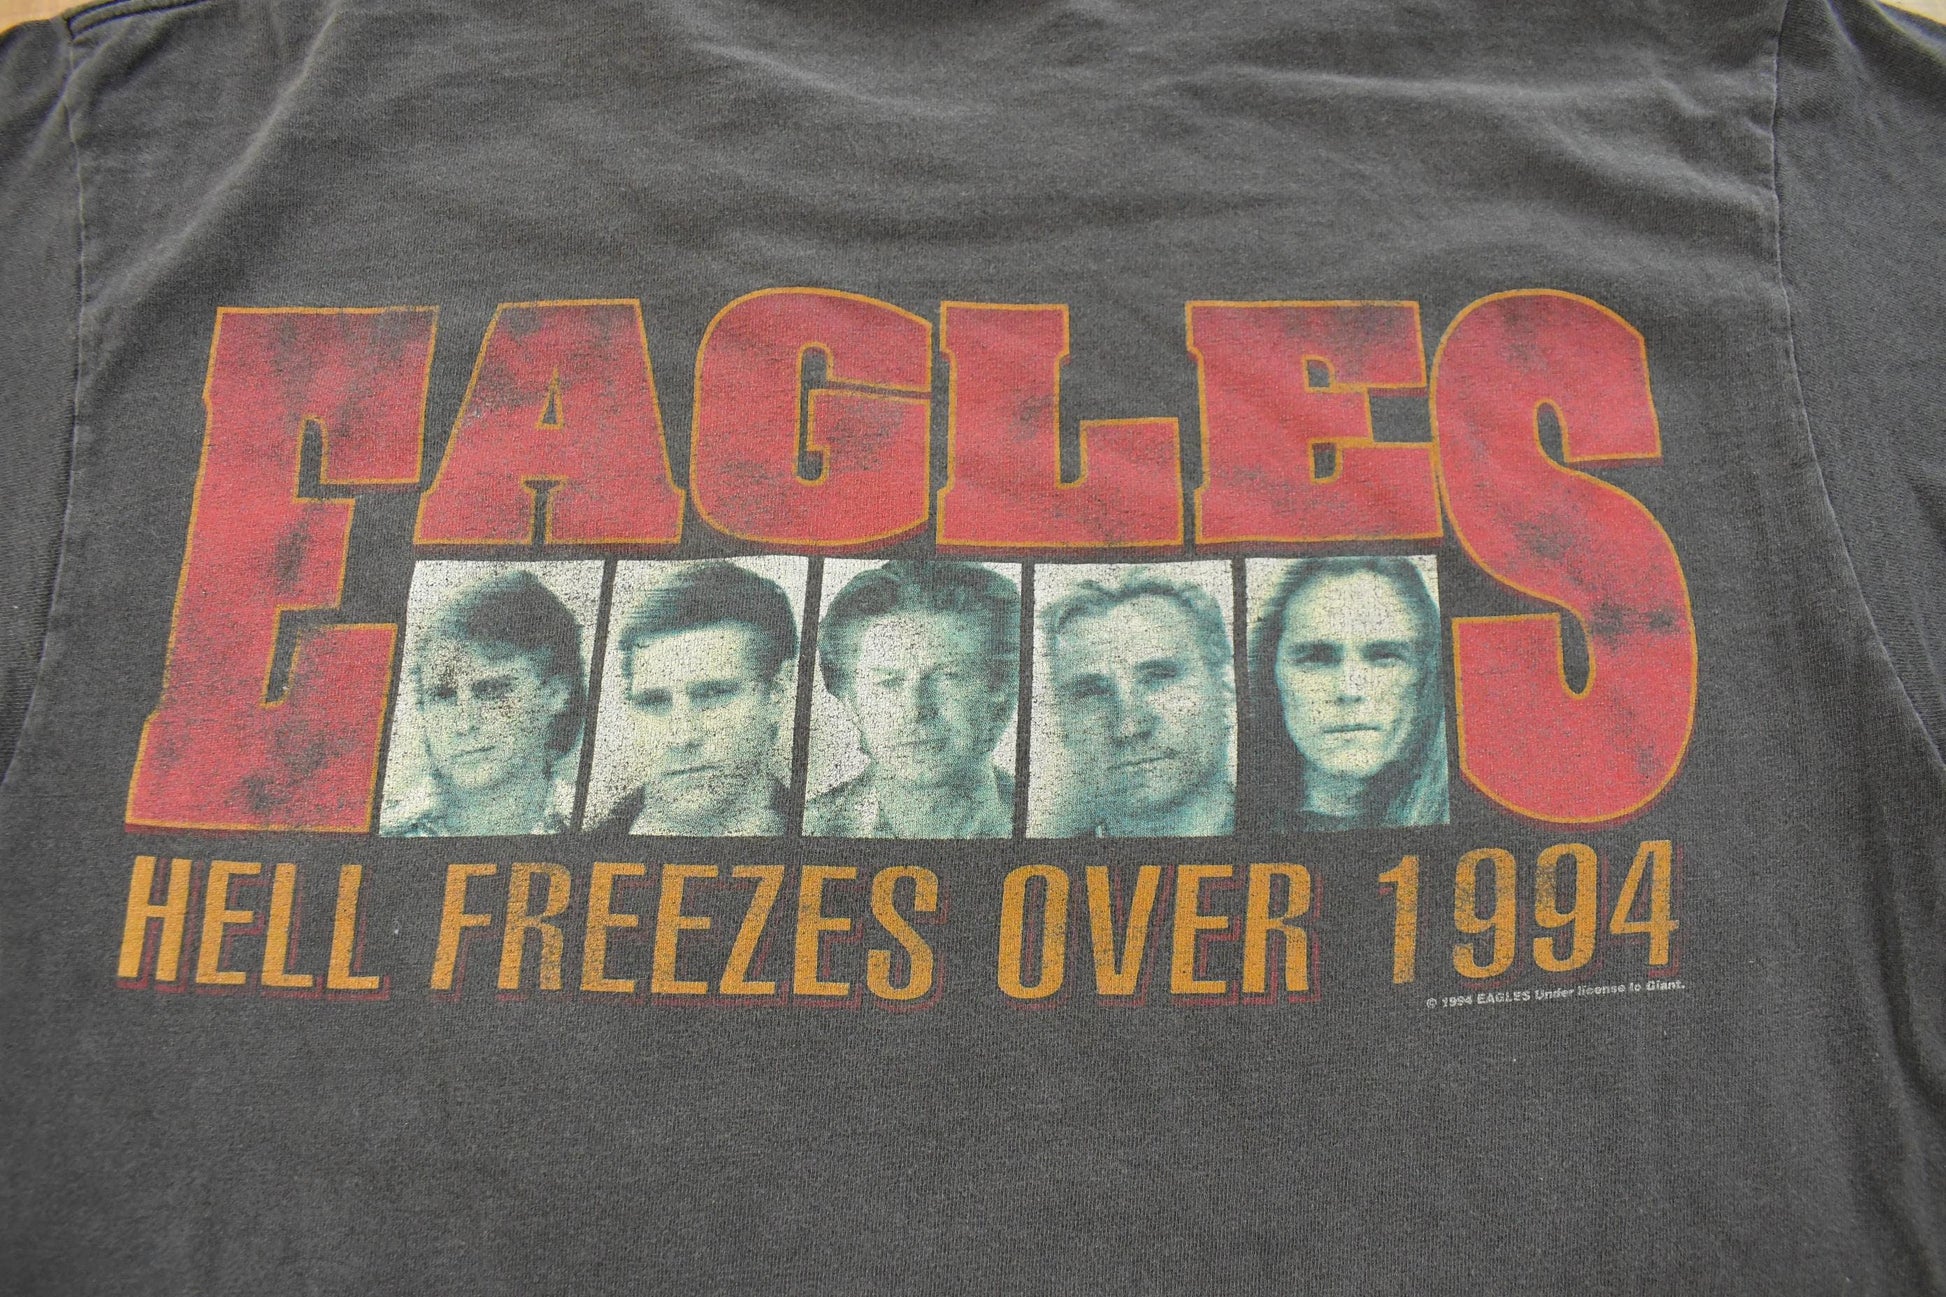 EAGLES
HELL FREEZES OVER 1994
© 1994 EAGLES Under license to Giant.